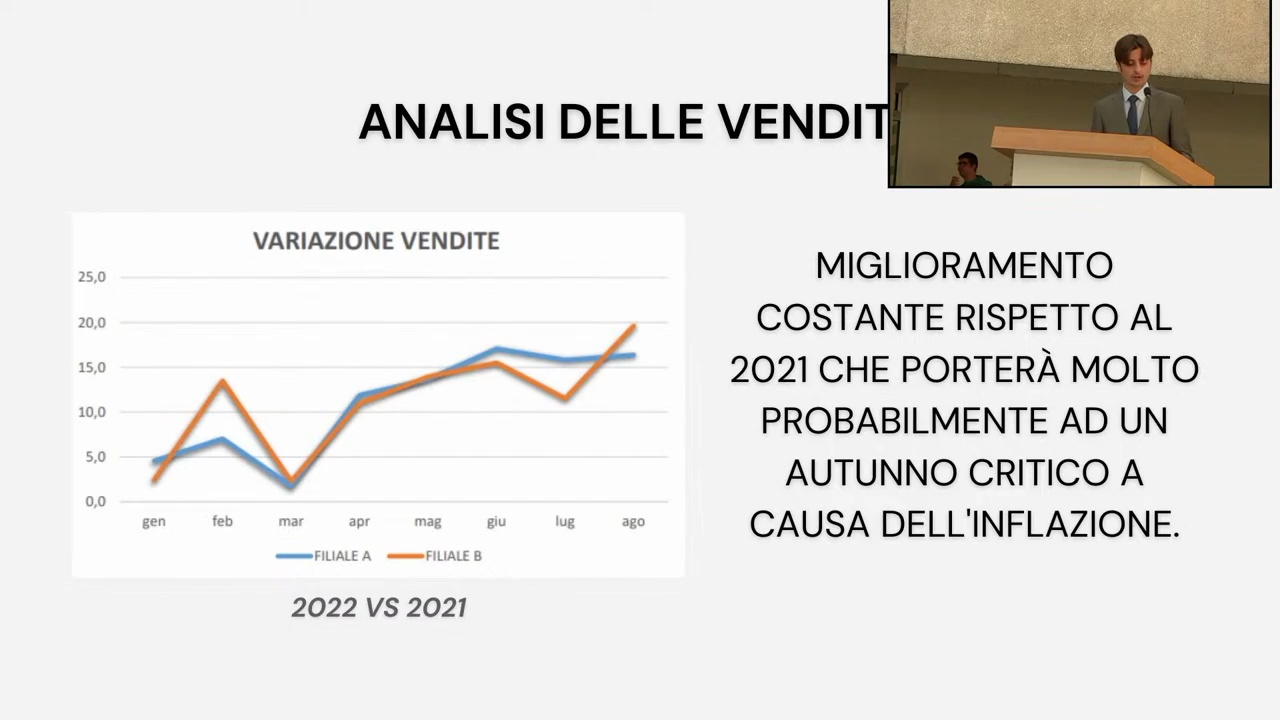 ANALISI DELLE VENDIT
VARIAZIONE VENDITE
25,0
20,0
15,0
10,0
5,0
0,0
gen feb mar apr mag giu lug ago
FILIALE A FILIALE B
2022 VS 2021
MIGLIORAMENTO
COSTANTE RISPETTO AL
2021 CHE PORTERÀ MOLTO
PROBABILMENTE AD UN
AUTUNNO CRITICO A
CAUSA DELL'INFLAZIONE.